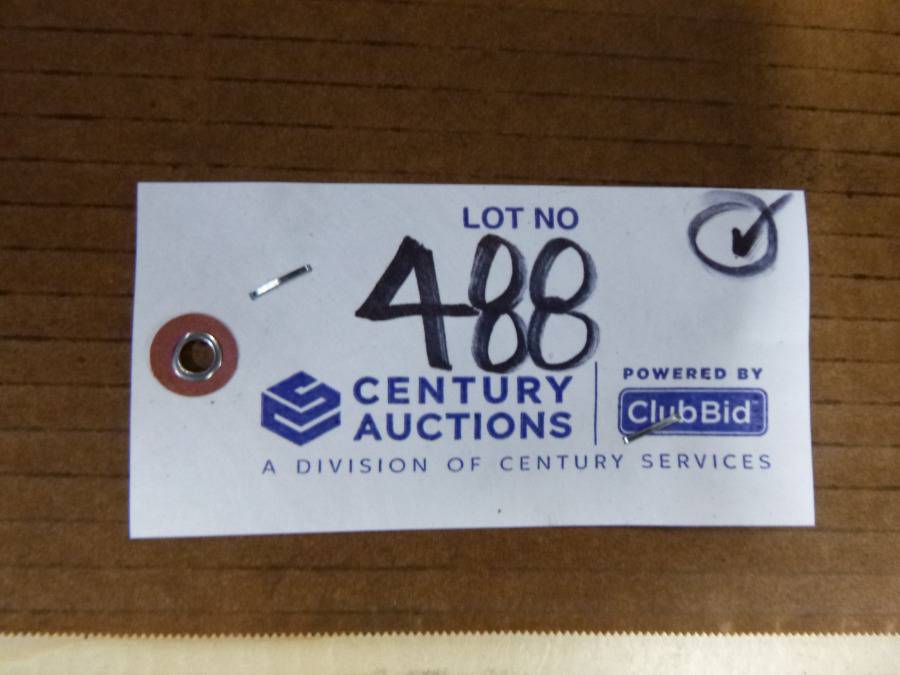 LOT NO
488
CENTURY
AUCTIONS
POWERED BY
ClubBid
A DIVISION OF CENTURY SERVICES